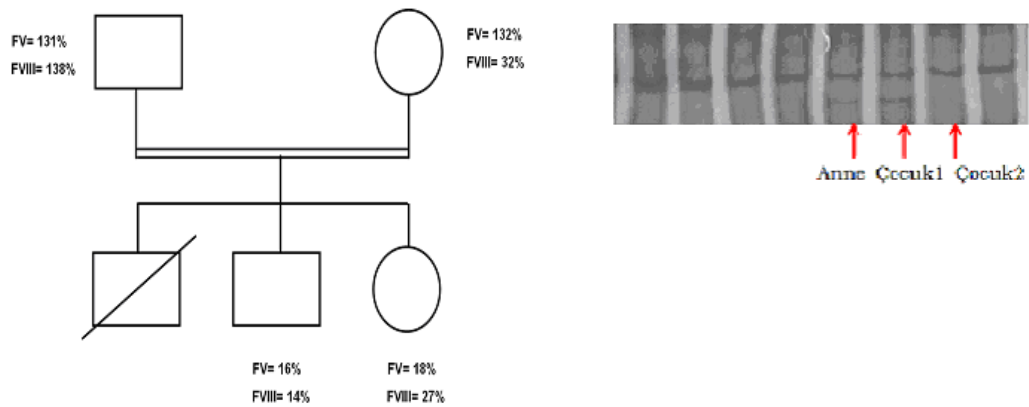 FV= 131%
FVIII= 138%
FV= 132%
FVIII= 32%
Anne Çocuk1 Çocuk2
FV= 16%
FVIII= 14%
FV= 18%
FVIII= 27%